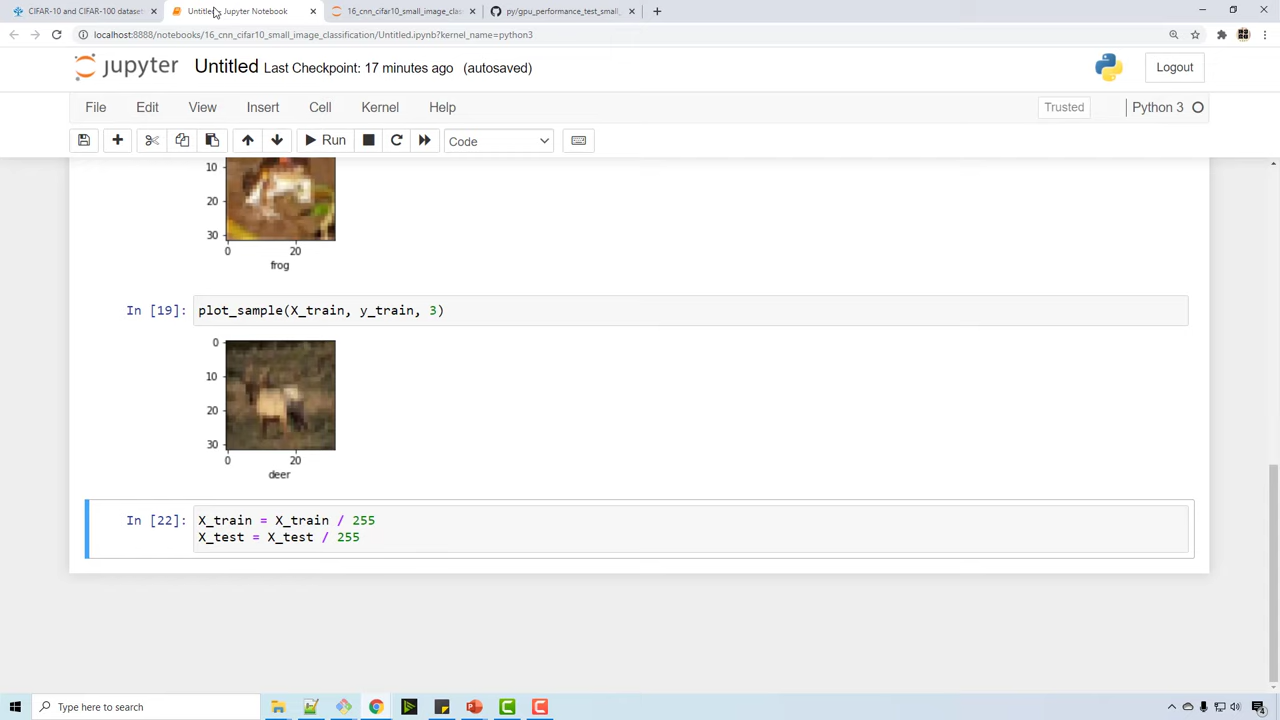 CIFAR-10 and CIFAR-100 dataset
Untitled - Jupyter Notebook
16_cnn_cifar10_small_image_clas
py/gpu_performance_test_small_
localhost:8888/notebooks/16_cnn_cifar10_small_image_classification/Untitled.ipynb?kernel_name=python3
jupyter Untitled Last Checkpoint: 17 minutes ago (autosaved)
Logout
File Edit View Insert Cell Kernel Help
Trusted
Python 3
Run
Code
10
20
30
0 20
frog
In [19]: plot_sample(X_train, y_train, 3)
0
10
20
30
0 20
deer
In [22]: X_train = X_train / 255
X_test = X_test / 255
Type here to search